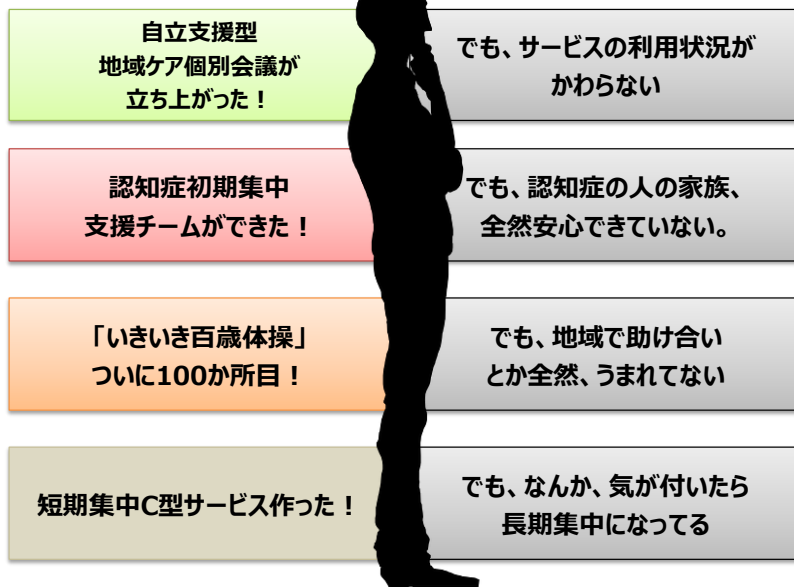 自立支援型
地域ケア個別会議が
立ち上がった！
でも、サービスの利用状況が
かわらない
認知症初期集中
支援チームができた！
でも、認知症の人の家族、
全然安心できていない。
「いきいき百歳体操」
ついに100か所目！
でも、地域で助け合い
とか全然、うまれてない
短期集中C型サービス作った！
でも、なんか、気が付いたら
長期集中になってる